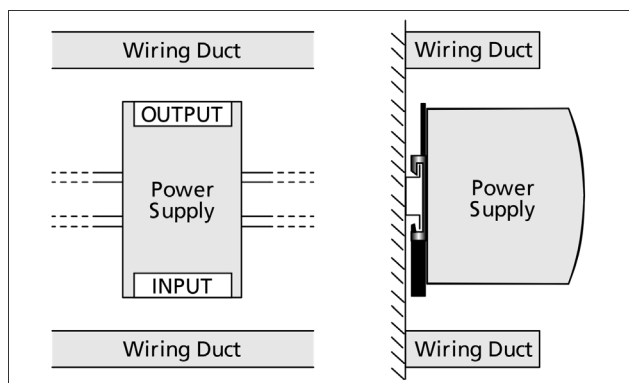 Wiring Duct
OUTPUT
Power
Supply
INPUT
Wiring Duct
Wiring Duct
Power
Supply
Wiring Duct